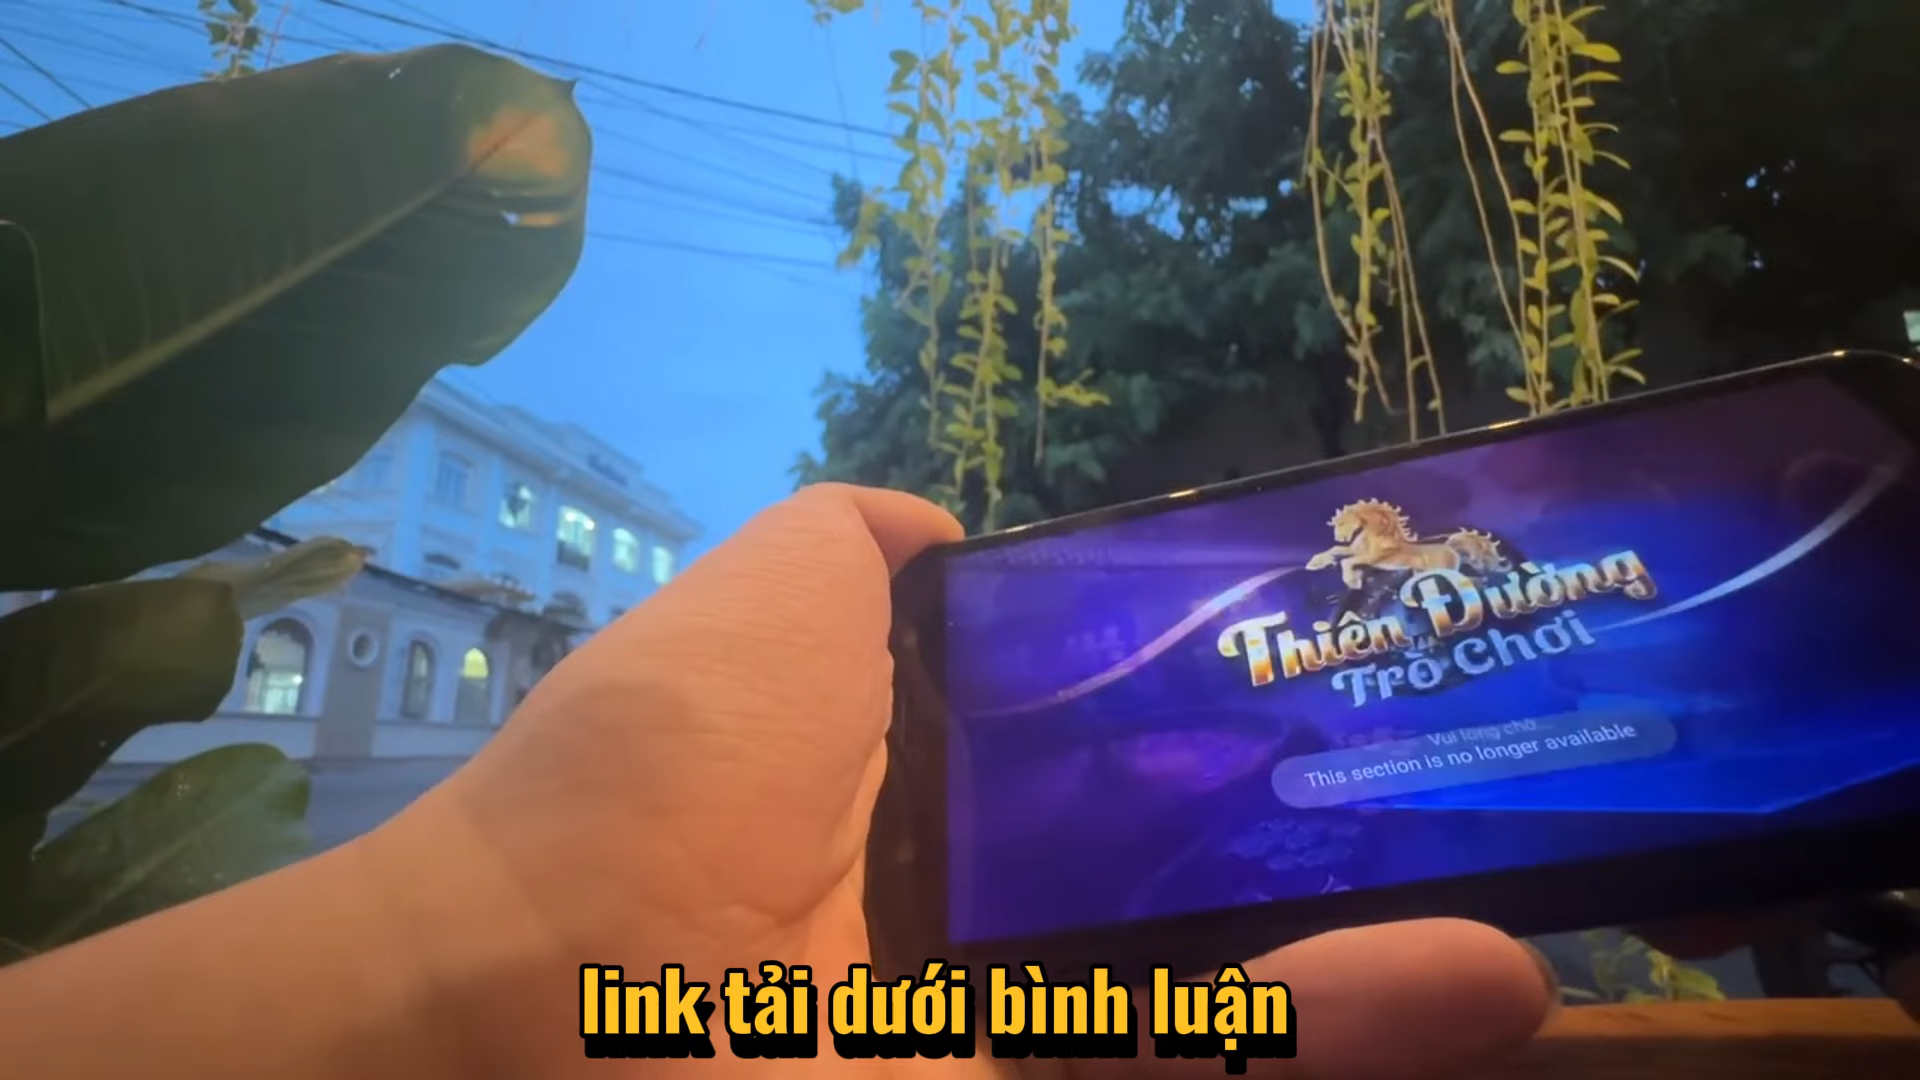 Thiên Đường
Trò Chơi
Vui lòng chờ...
This section is no longer available
link tải dưới bình luận